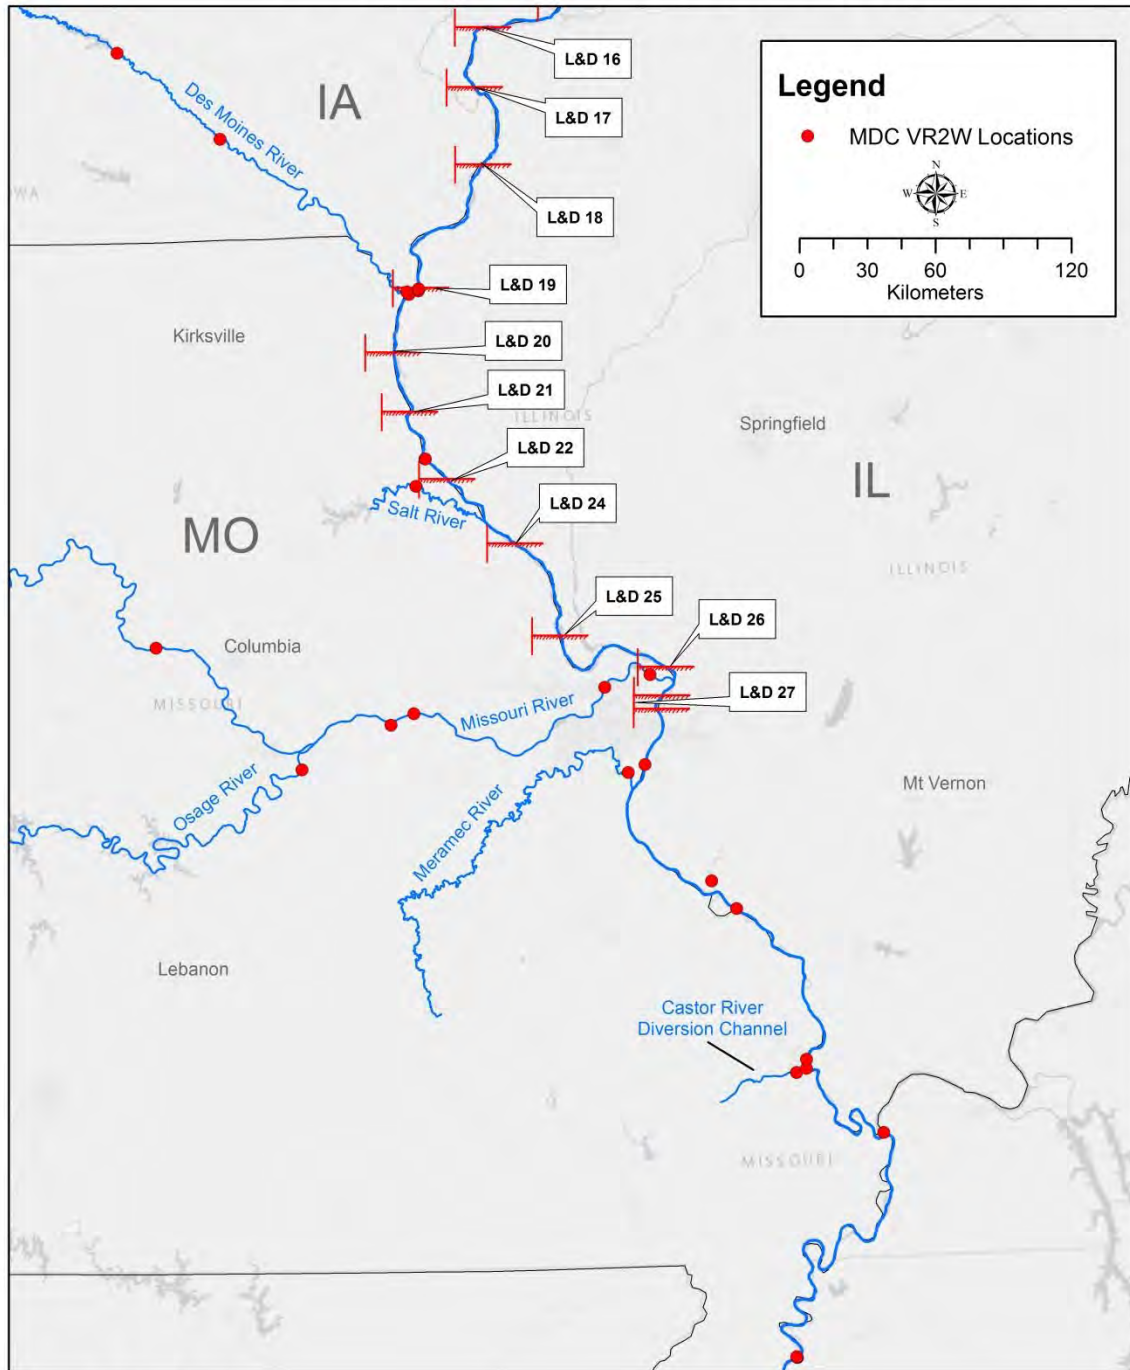 L&D 16
Legend
IA
L&D 17
MDC VR2W Locations
Des Moines River
N
W E
S
OWA
L&D 18
0 30 60 120
Kilometers
L&D 19
Kirksville
L&D 20
L&D 21
ILLINOIS
Springfield
L&D 22
IL
L&D 24
Salt River
MO
ILLINOIS
L&D 25
L&D 26
Columbia
MISSOURI
L&D 27
Missouri River
Osage River
Mt Vernon
Meramec River
Lebanon
Castor River
Diversion Channel
MISSOURI